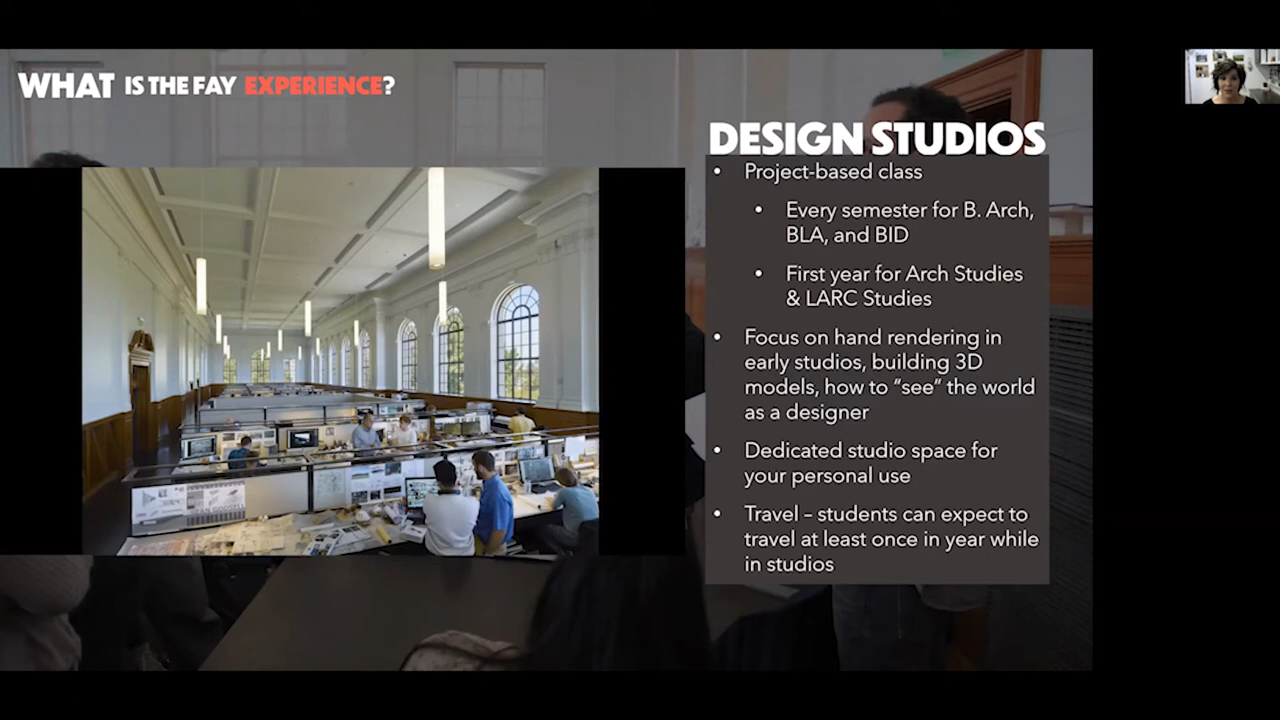 WHAT IS THE FAY EXPERIENCE?
DESIGN STUDIOS
• Project-based class
• Every semester for B. Arch,
BLA, and BID
• First year for Arch Studies
& LARC Studies
• Focus on hand rendering in
early studios, building 3D
models, how to “see” the world
as a designer
• Dedicated studio space for
your personal use
• Travel – students can expect to
travel at least once in year while
in studios